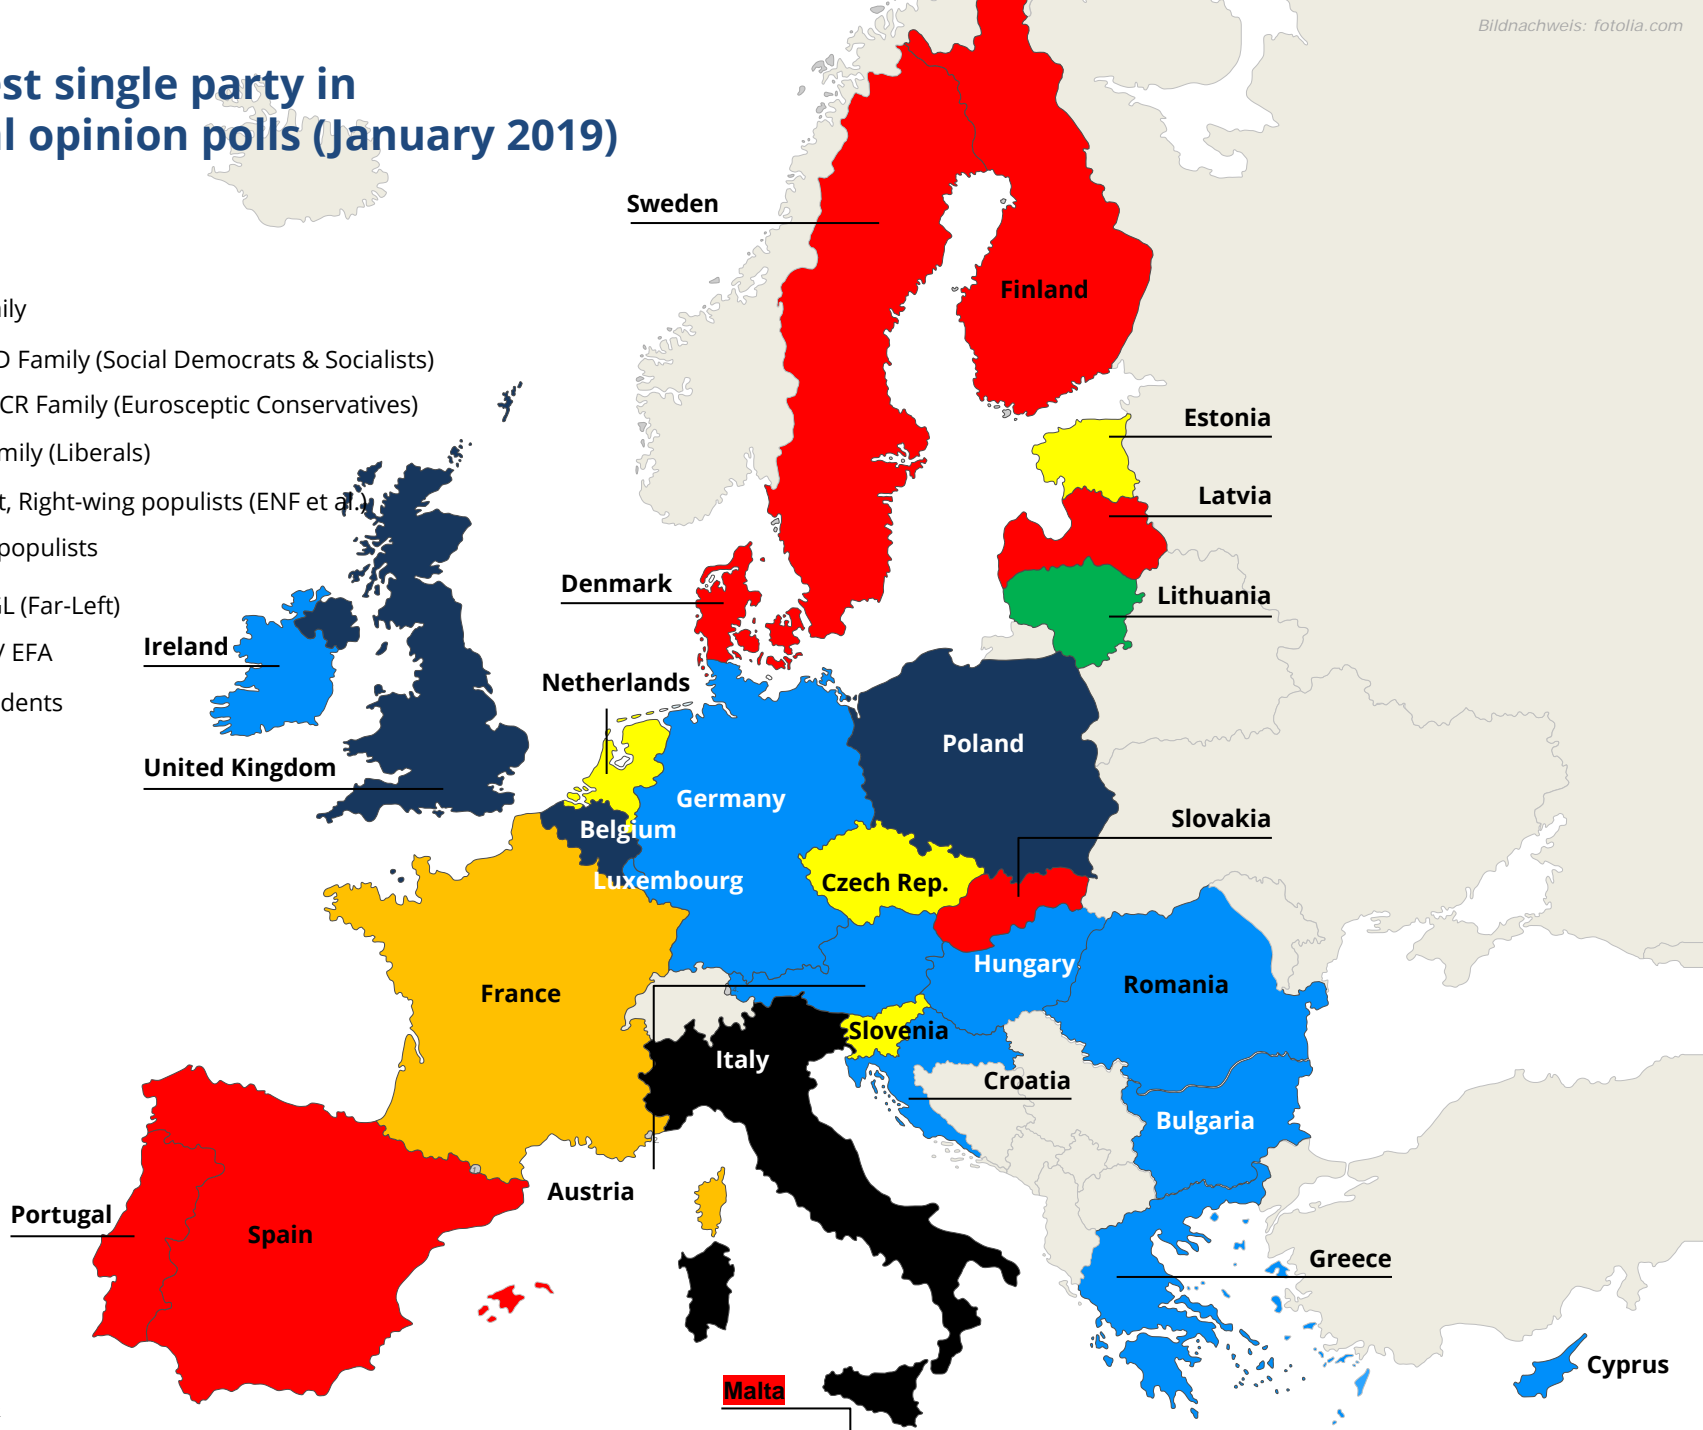 Bildnachweis: fotolia.com
est single party in
al opinion polls (January 2019)
Sweden
Finland
ily
D Family (Social Democrats & Socialists)
CR Family (Eurosceptic Conservatives)
Estonia
mily (Liberals)
Latvia
t, Right-wing populists (ENF et al.)
populists
Denmark
Lithuania
GL (Far-Left)
Ireland
/ EFA
Netherlands
dents
Poland
United Kingdom
Germany
Slovakia
Belgium
Luxembourg
Czech Rep.
Hungary
Romania
France
Slovenia
Italy
Croatia
Bulgaria
Austria
Portugal
Spain
Greece
Cyprus
Malta